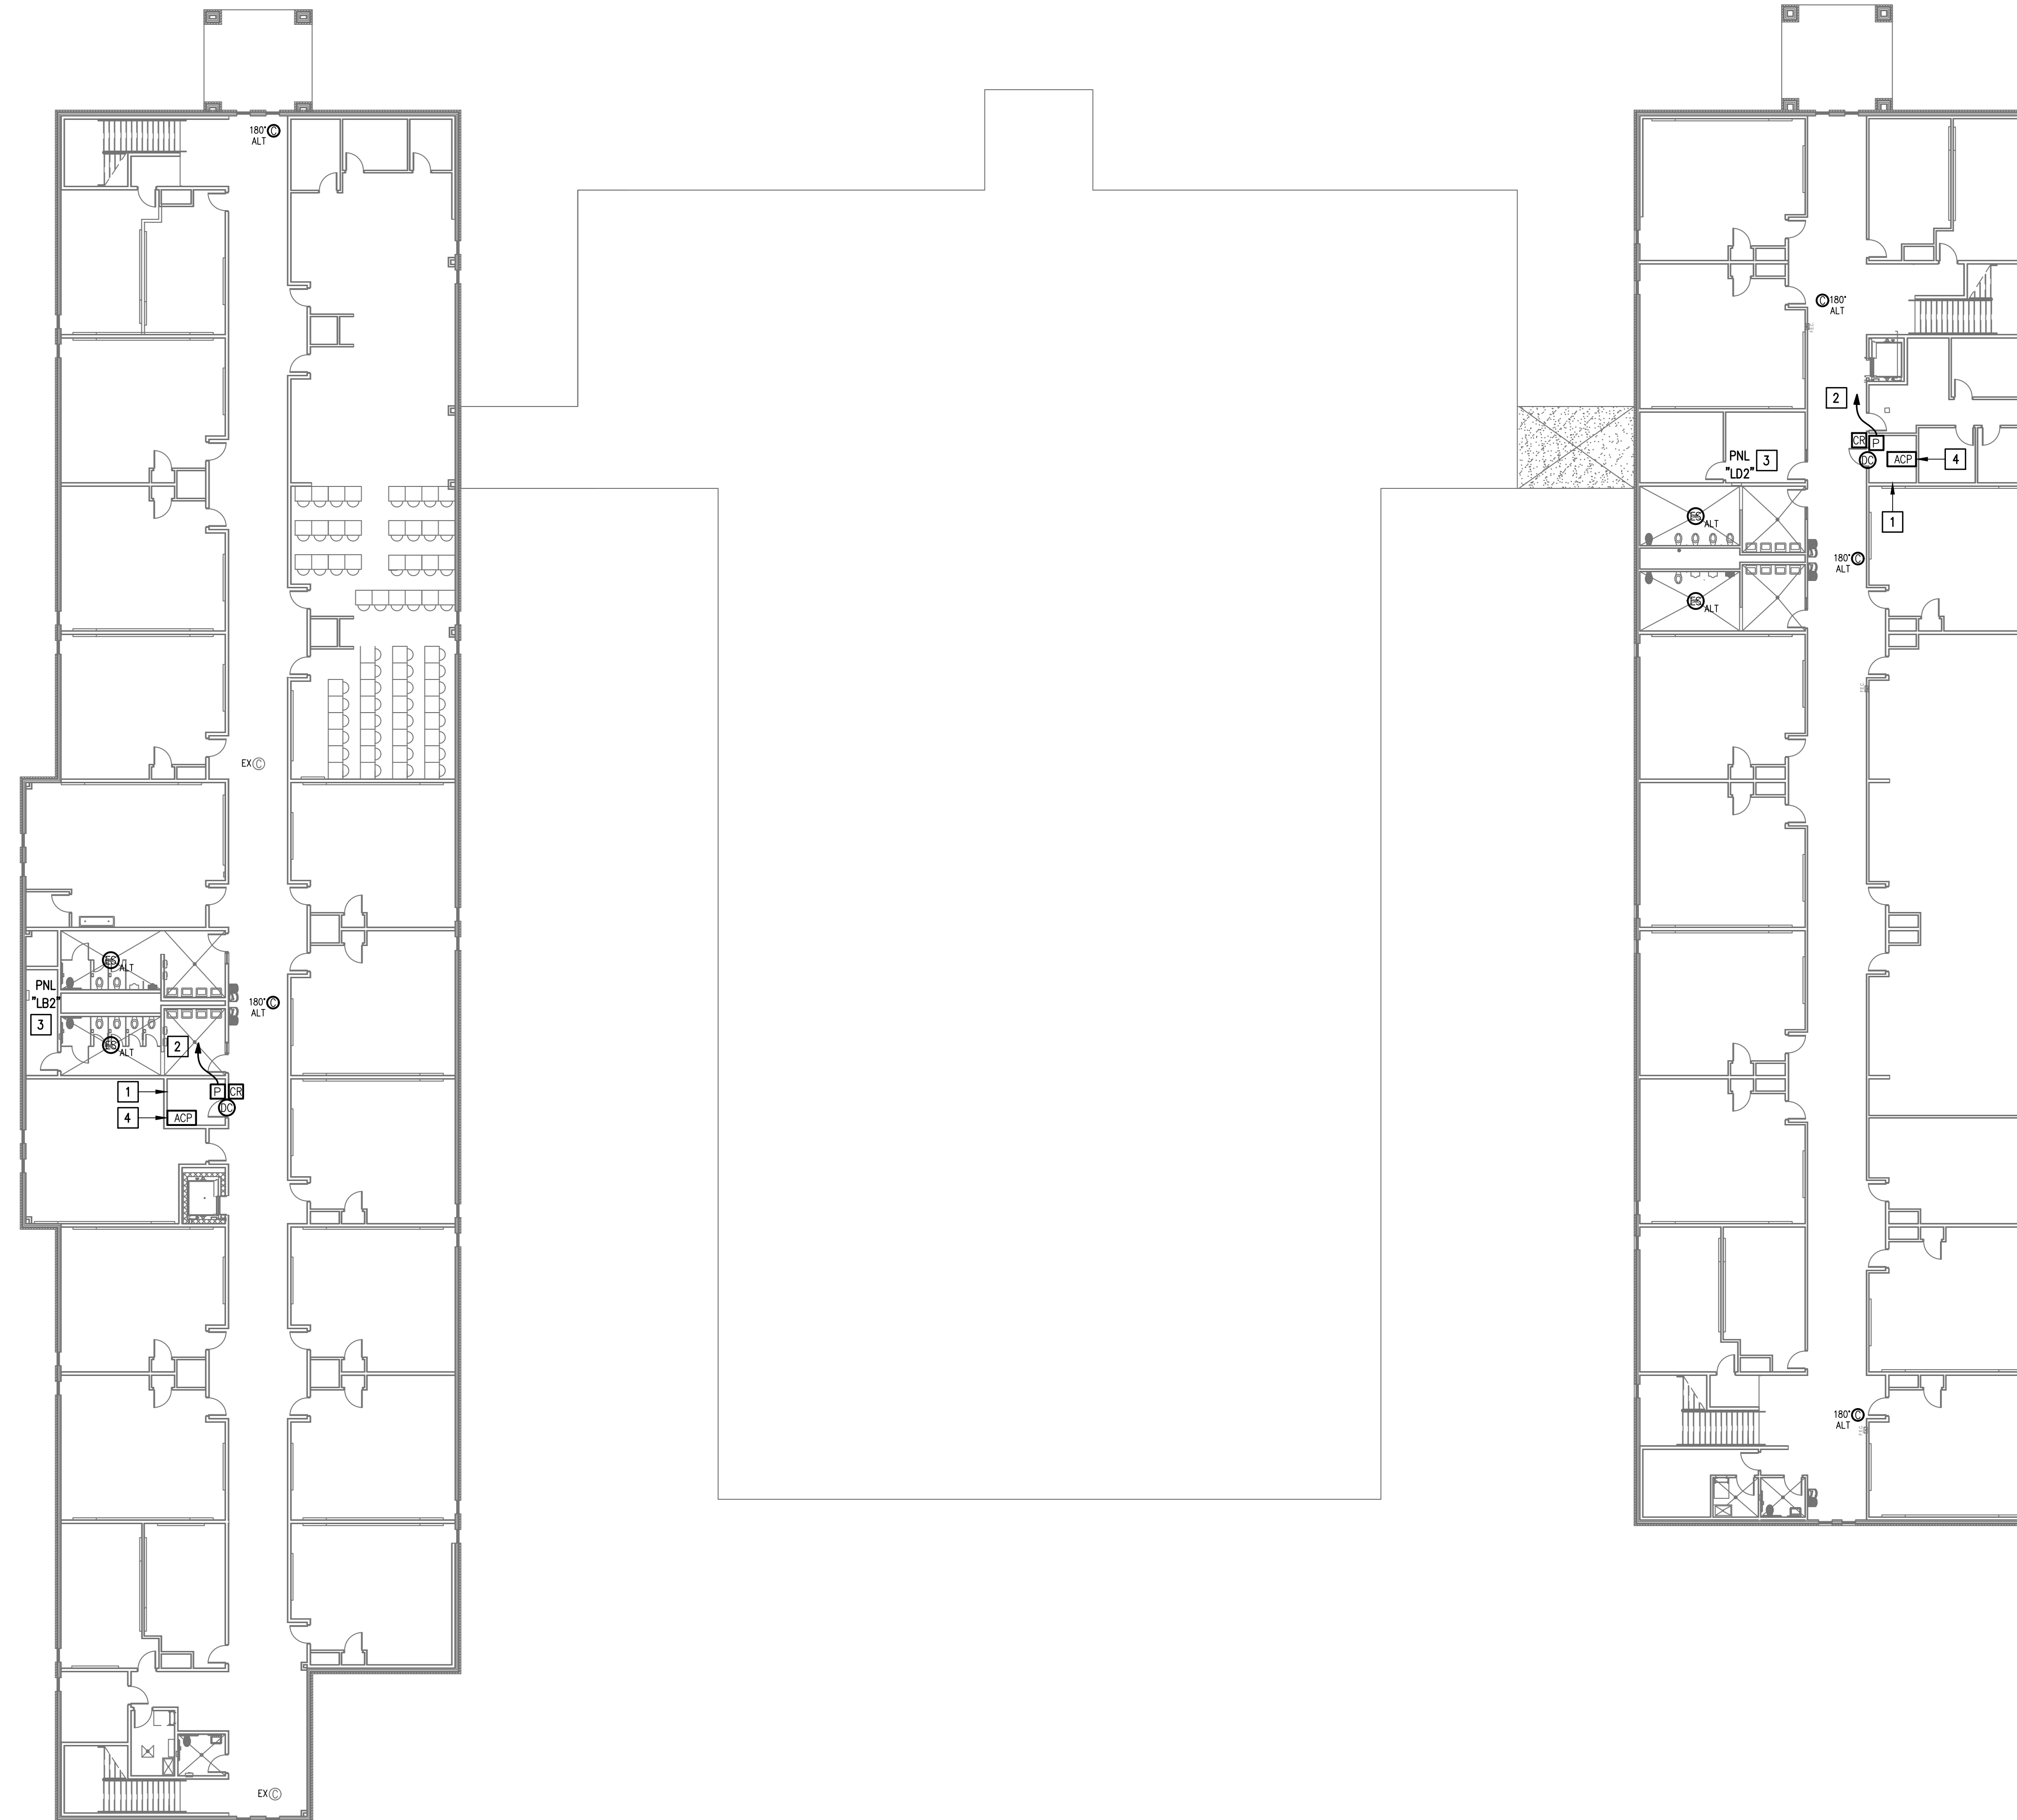 180° C
ALT
EX C
ES
ALT
PNL
"LB2"
3
180° C
ALT
ES
ALT
2
1
P CR
DC
4
ACP
EX C
C 180°
ALT
2
CR P
DC
ACP
4
PNL
"LD2"
3
1
ES
ALT
180° C
ALT
ES
ALT
180° C
ALT